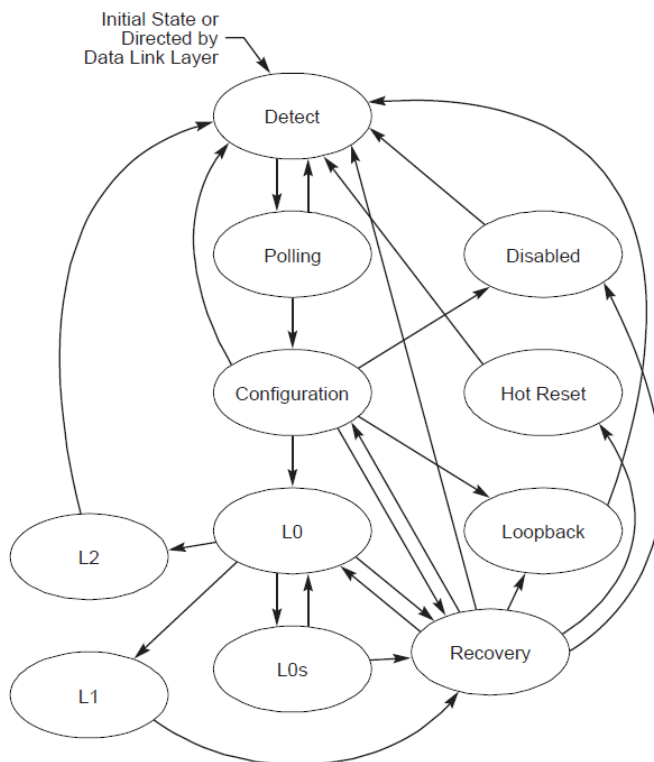 Initial State or
Directed by
Data Link Layer
Detect
Polling
Disabled
Configuration
Hot Reset
L0
Loopback
L2
L0s
Recovery
L1